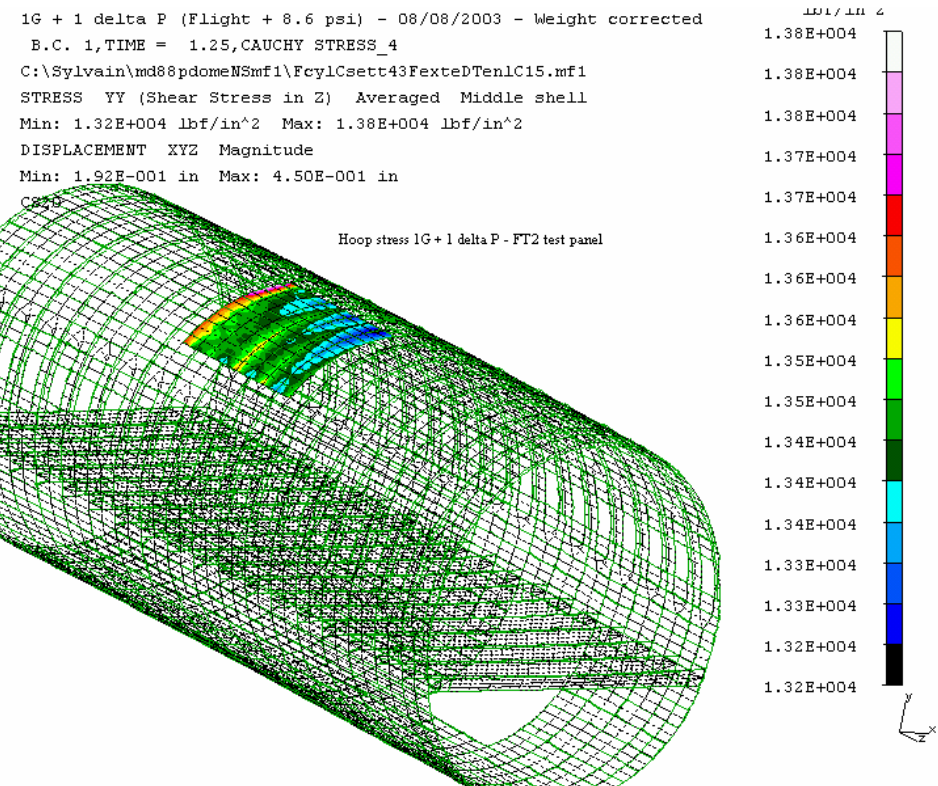 1G + 1 delta P (Flight + 8.6 psi) - 08/08/2003 - Weight corrected
B.C. 1,TIME = 1.25,CAUCHY STRESS_4
C:\Sylvain\md88pdomeNSmf1\FcylCsett43FexteDTenlC15.mf1
STRESS YY (Shear Stress in Z) Averaged Middle shell
Min: 1.32E+004 lbf/in^2 Max: 1.38E+004 lbf/in^2
DISPLACEMENT XYZ Magnitude
Min: 1.92E-001 in Max: 4.50E-001 in
Hoop stress 1G + 1 delta P - FT2 test panel
lbf/in^2
1.38E+004
1.38E+004
1.38E+004
1.37E+004
1.37E+004
1.36E+004
1.36E+004
1.36E+004
1.35E+004
1.35E+004
1.34E+004
1.34E+004
1.34E+004
1.33E+004
1.33E+004
1.32E+004
1.32E+004
y
x
z